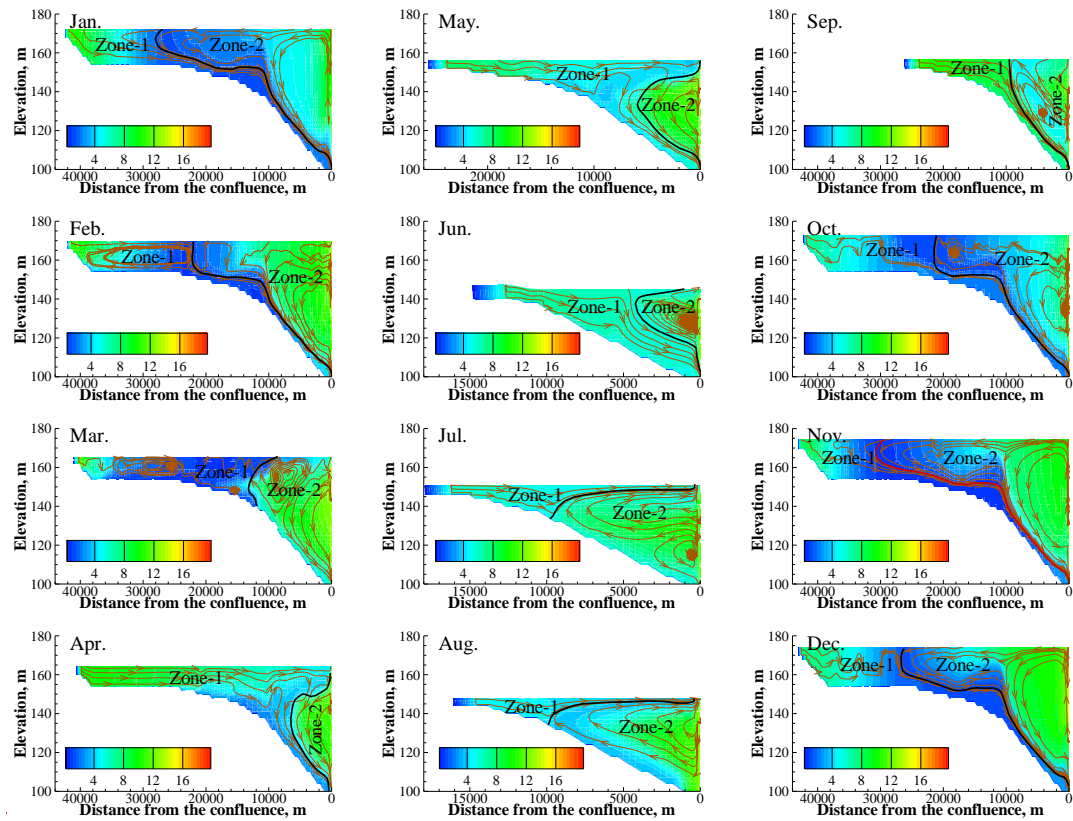 Jan.
Elevation, m
180
160
140
120
100
Zone-1
Zone-2
4 8 12 16
40000 30000 20000 10000 0
Distance from the confluence, m
May.
Elevation, m
180
160
140
120
100
Zone-1
Zone-2
4 8 12 16
20000 10000 0
Distance from the confluence, m
Sep.
Elevation, m
180
160
140
120
100
Zone-1
Zone-2
4 8 12 16
40000 30000 20000 10000 0
Distance from the confluence, m
Feb.
Elevation, m
180
160
140
120
100
Zone-1
Zone-2
4 8 12 16
40000 30000 20000 10000 0
Distance from the confluence, m
Jun.
Elevation, m
180
160
140
120
100
Zone-1
Zone-2
4 8 12 16
15000 10000 5000 0
Distance from the confluence, m
Oct.
Elevation, m
180
160
140
120
100
Zone-1
Zone-2
4 8 12 16
40000 30000 20000 10000 0
Distance from the confluence, m
Mar.
Elevation, m
180
160
140
120
100
Zone-1
Zone-2
4 8 12 16
40000 30000 20000 10000 0
Distance from the confluence, m
Jul.
Elevation, m
180
160
140
120
100
Zone-1
Zone-2
4 8 12 16
15000 10000 5000 0
Distance from the confluence, m
Nov.
Elevation, m
180
160
140
120
100
Zone-1
Zone-2
4 8 12 16
40000 30000 20000 10000 0
Distance from the confluence, m
Apr.
Elevation, m
180
160
140
120
100
Zone-1
Zone-2
4 8 12 16
40000 30000 20000 10000 0
Distance from the confluence, m
Aug.
Elevation, m
180
160
140
120
100
Zone-1
Zone-2
4 8 12 16
15000 10000 5000 0
Distance from the confluence, m
Dec.
Elevation, m
180
160
140
120
100
Zone-1
Zone-2
4 8 12 16
40000 30000 20000 10000 0
Distance from the confluence, m